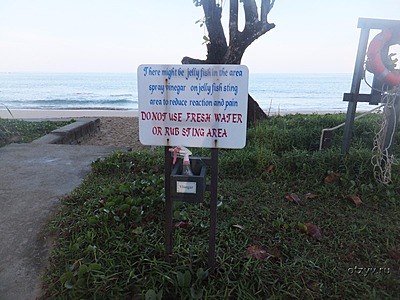 There might be jelly fish in the area
spray vinegar on jelly fish sting
area to reduce reaction and pain
DO NOT USE FRESH WATER
OR RUB STING AREA
Vinegar
otzyv.ru